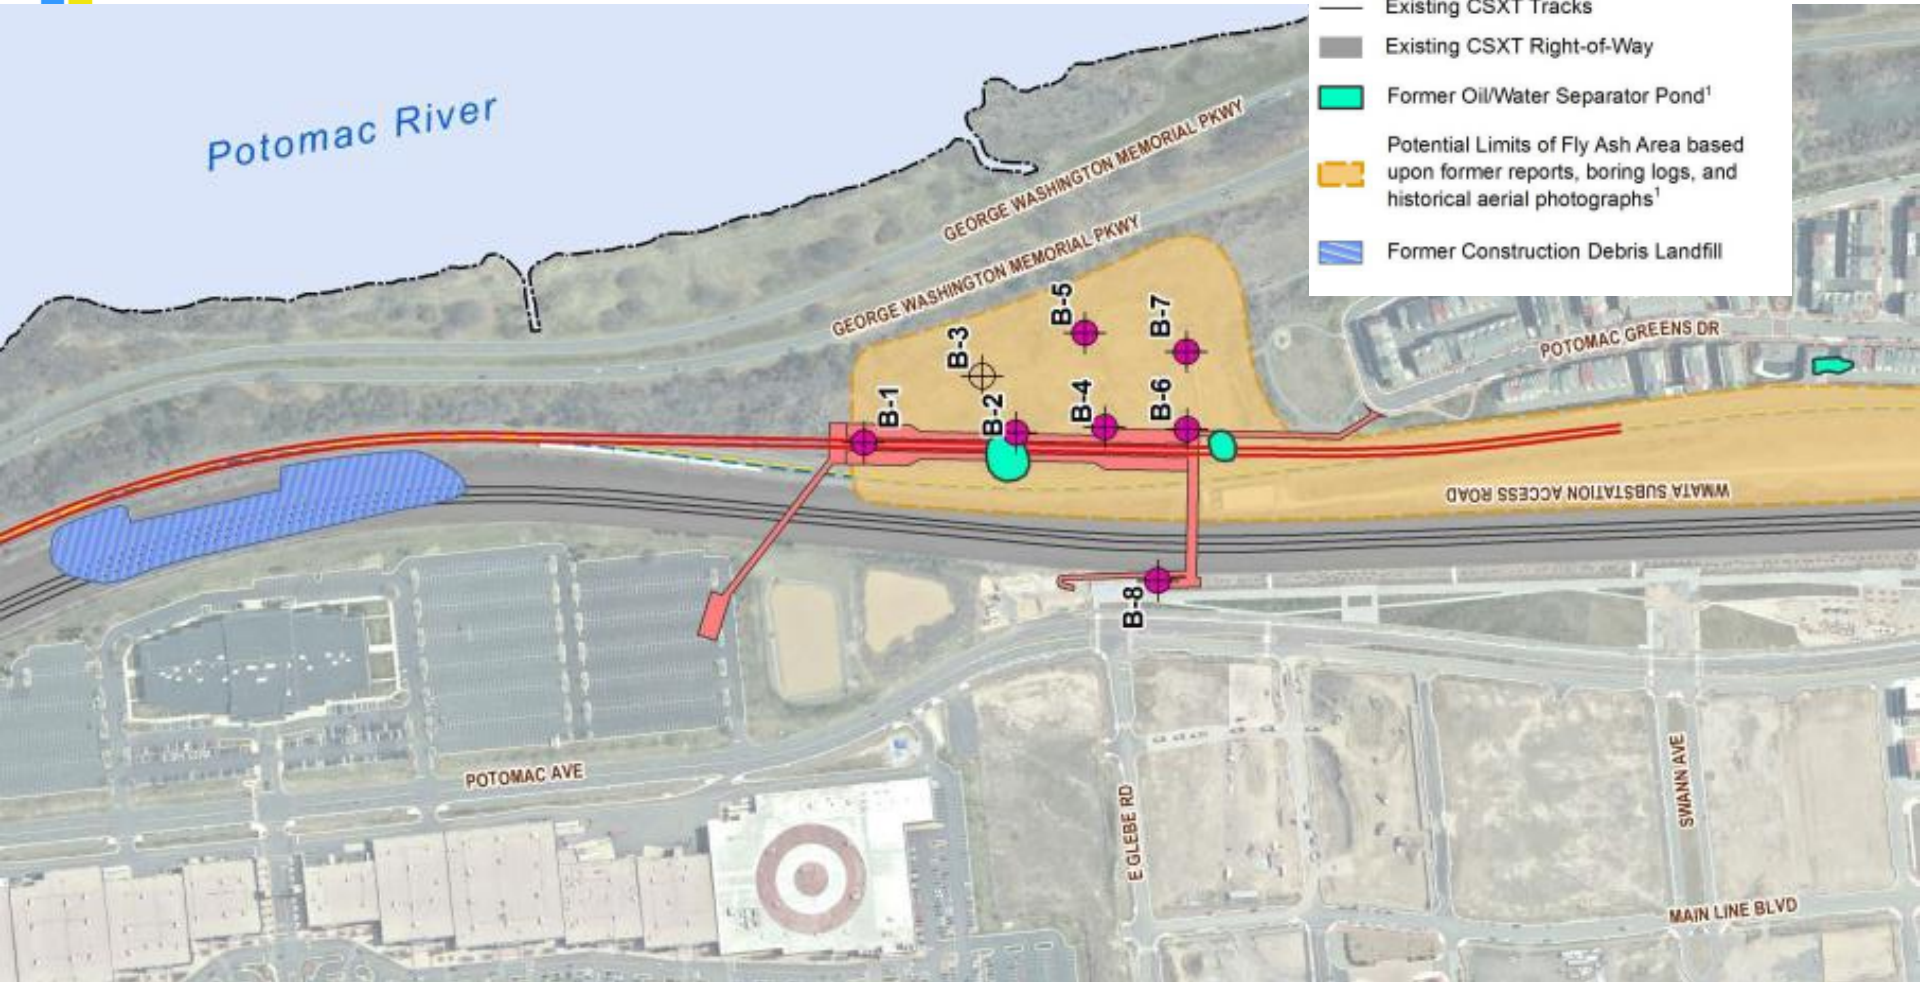 Existing CSXT Tracks
Existing CSXT Right-of-Way
Former Oil/Water Separator Pond¹
Potential Limits of Fly Ash Area based
upon former reports, boring logs, and
historical aerial photographs¹
Former Construction Debris Landfill
Potomac River
GEORGE WASHINGTON MEMORIAL PKWY
GEORGE WASHINGTON MEMORIAL PKWY
B-5
B-7
B-3
B-1
B-2
B-4
B-6
POTOMAC GREENS DR
WMATA SUBSTATION ACCESS ROAD
B-8
POTOMAC AVE
E GLEBE RD
SWANN AVE
MAIN LINE BLVD